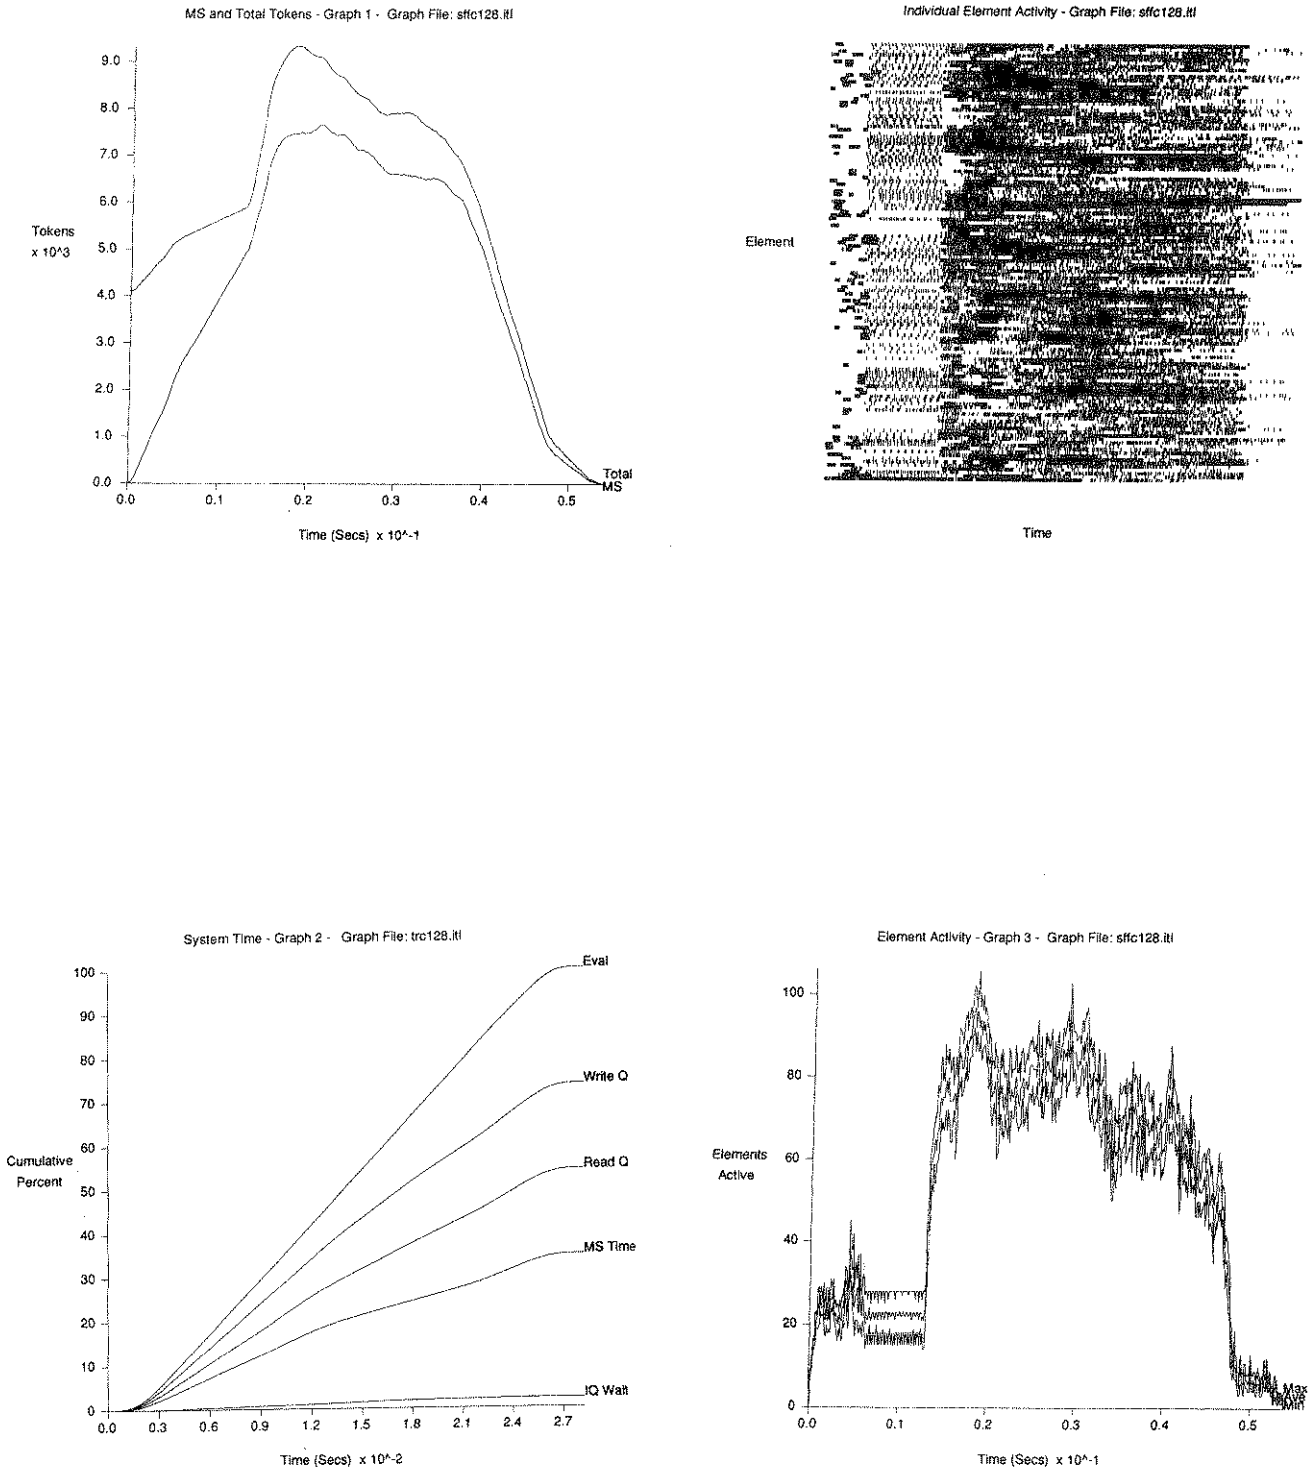 MS and Total Tokens - Graph 1 - Graph File: sffc128.itl
9.0
8.0
7.0
6.0
5.0
4.0
3.0
2.0
1.0
0.0
Tokens
x 10^3
Total
MS
0.0 0.1 0.2 0.3 0.4 0.5
Time (Secs) x 10^-1
Individual Element Activity - Graph File: sffc128.itl
Element
Time
System Time - Graph 2 - Graph File: trc128.itl
100
90
80
70
60
50
40
30
20
10
0
Cumulative
Percent
Eval
Write Q
Read Q
MS Time
IQ Wait
0.0 0.3 0.6 0.9 1.2 1.5 1.8 2.1 2.4 2.7
Time (Secs) x 10^-2
Element Activity - Graph 3 - Graph File: sffc128.itl
100
80
60
40
20
0
Elements
Active
Max
Ave
Min
0.0 0.1 0.2 0.3 0.4 0.5
Time (Secs) x 10^-1